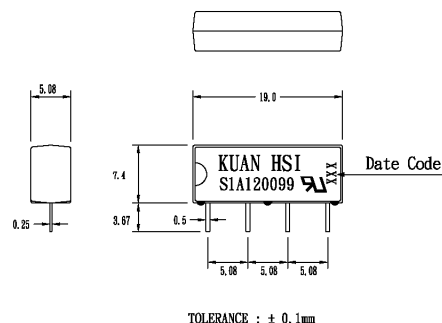 5.08
19.0
7.4
KUAN HSI
S1A120099
XXX
Date Code
3.67
0.25
0.5
5.08
5.08
5.08
TOLERANCE : ± 0.1mm